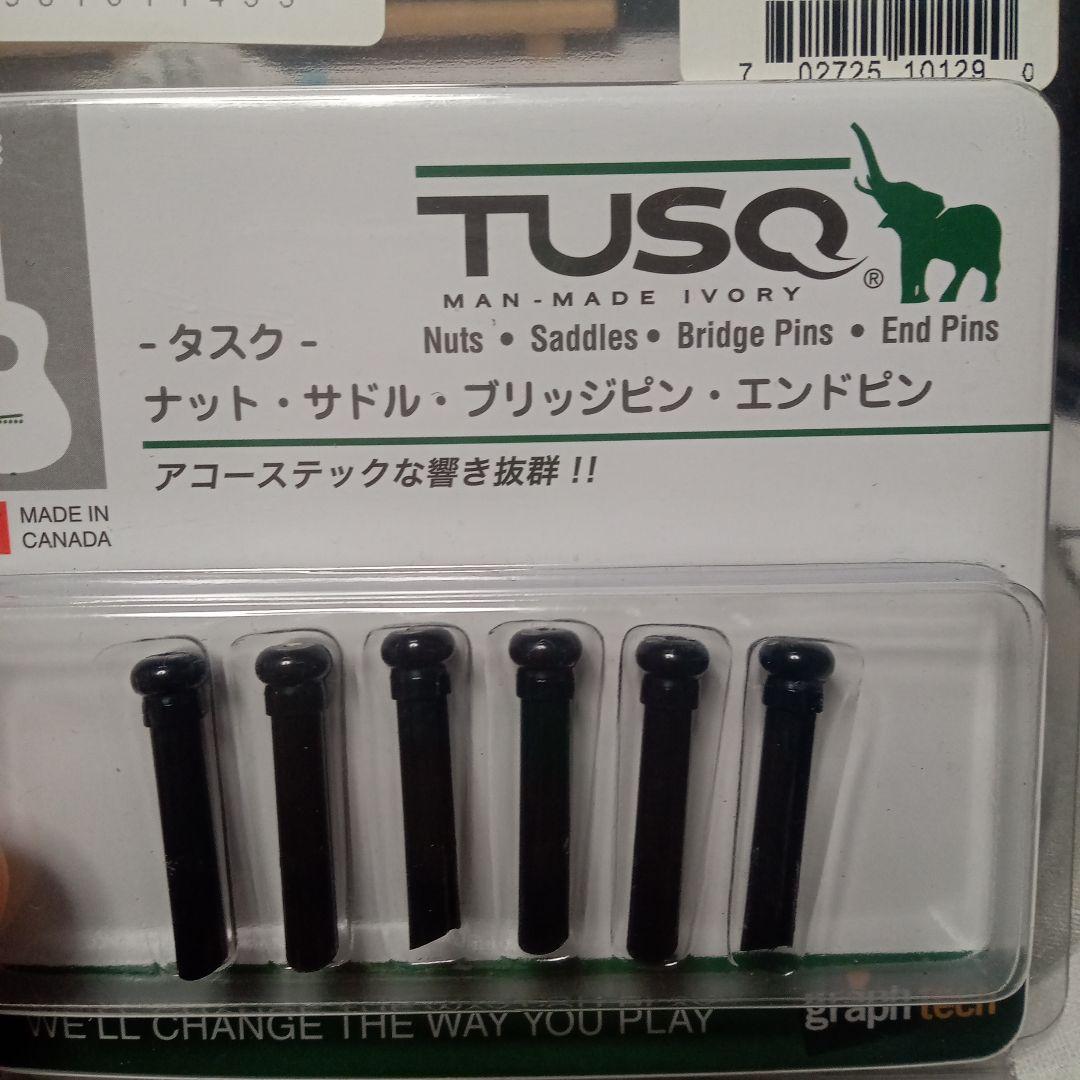 7 02725 10129 0
TUSQ®
MAN-MADE IVORY
Nuts • Saddles • Bridge Pins • End Pins
- タスク -
ナット・サドル・ブリッジピン・エンドピン
アコーステックな響き抜群!!
MADE IN
CANADA
WE'LL CHANGE THE WAY YOU PLAY
graph tech